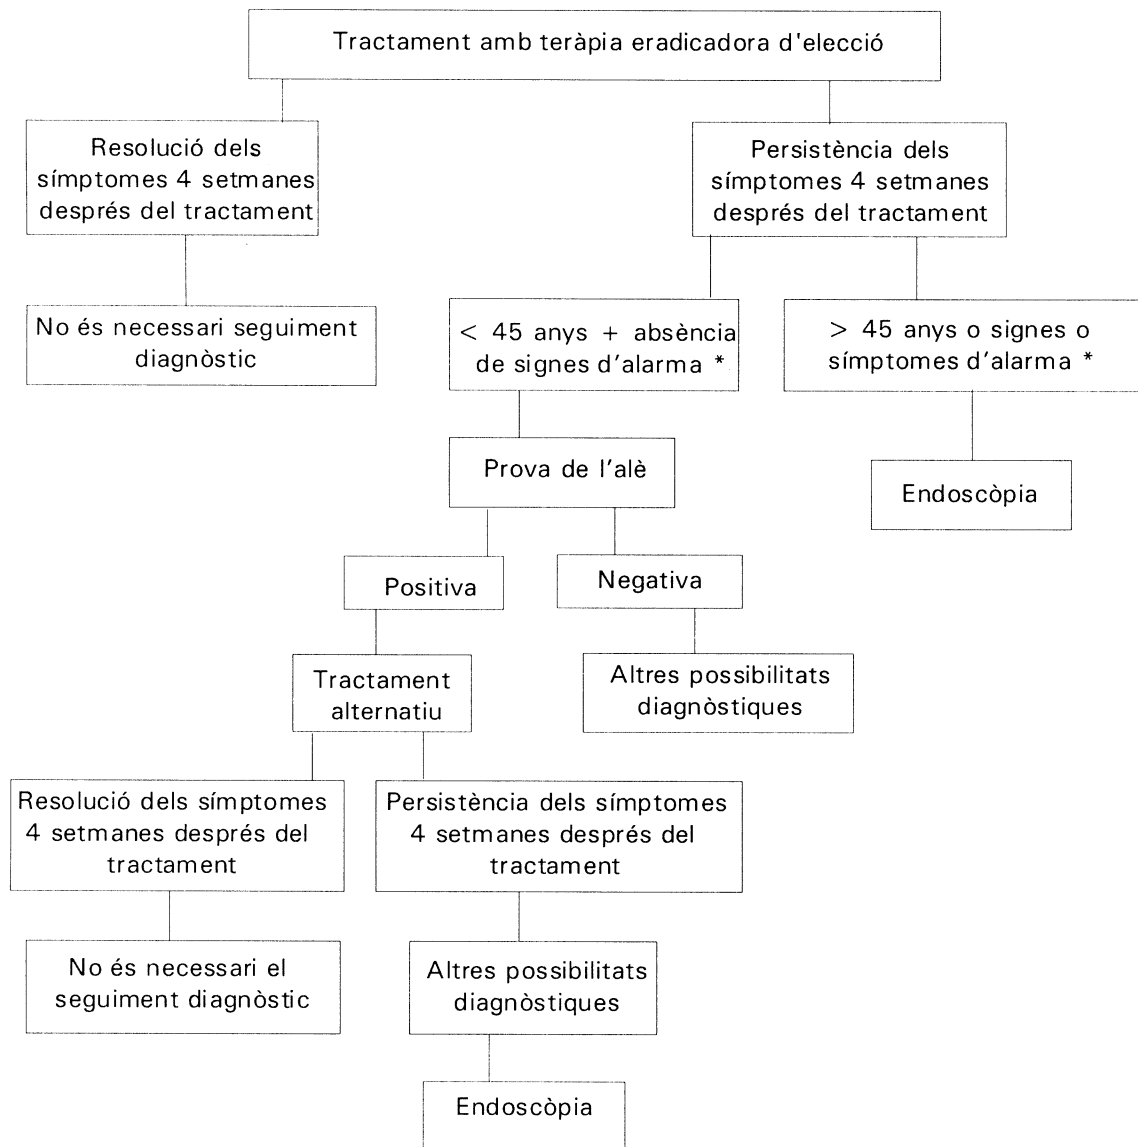 Tractament amb teràpia eradicadora d'elecció
Resolució dels
símptomes 4 setmanes
després del tractament
Persistència dels
símptomes 4 setmanes
després del tractament
No és necessari seguiment
diagnòstic
< 45 anys + absència
de signes d'alarma *
> 45 anys o signes o
símptomes d'alarma *
Prova de l'alè
Endoscòpia
Positiva
Negativa
Tractament
alternatiu
Altres possibilitats
diagnòstiques
Resolució dels símptomes
4 setmanes després del
tractament
Persistència dels símptomes
4 setmanes després del
tractament
No és necessari el
seguiment diagnòstic
Altres possibilitats
diagnòstiques
Endoscòpia